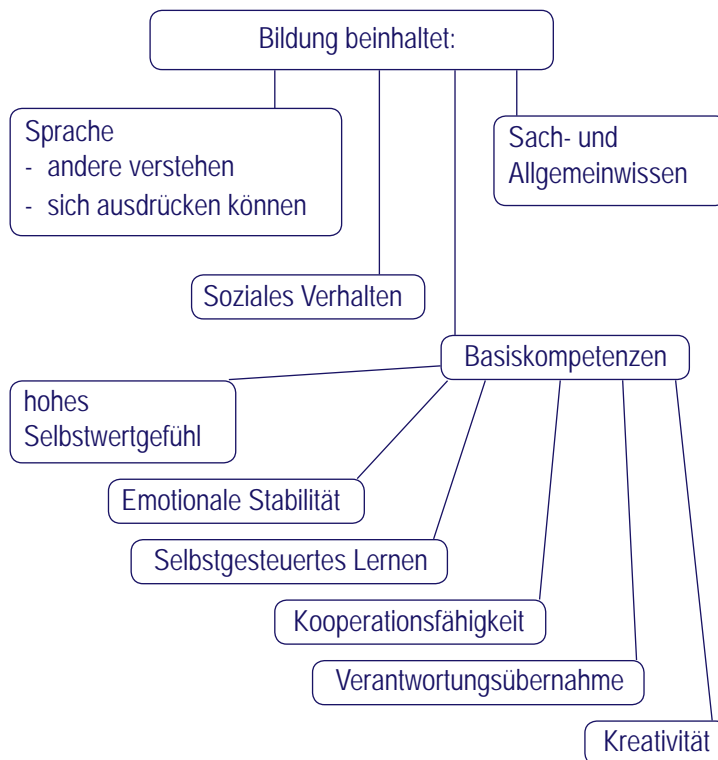 Bildung beinhaltet:
Sprache
- andere verstehen
- sich ausdrücken können
Sach- und
Allgemeinwissen
Soziales Verhalten
Basiskompetenzen
hohes
Selbstwertgefühl
Emotionale Stabilität
Selbstgesteuertes Lernen
Kooperationsfähigkeit
Verantwortungsübernahme
Kreativität